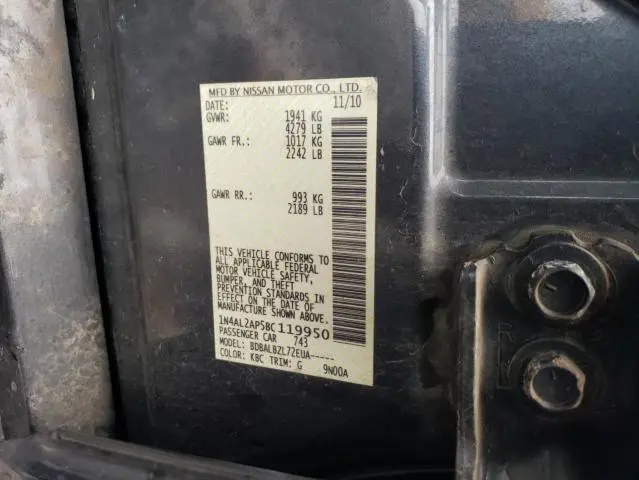 MFD BY NISSAN MOTOR CO., LTD.
DATE: 11/10
GVWR: 1941 KG
4279 LB
GAWR FR.: 1017 KG
2242 LB
GAWR RR.: 993 KG
2189 LB
THIS VEHICLE CONFORMS TO
ALL APPLICABLE FEDERAL
MOTOR VEHICLE SAFETY,
BUMPER, AND THEFT
PREVENTION STANDARDS IN
EFFECT ON THE DATE OF
MANUFACTURE SHOWN ABOVE.
1N4AL2AP5BC119950
PASSENGER CAR 743
MODEL: BDBALBZL72EUA-----
COLOR: KBC TRIM: G 9N00A